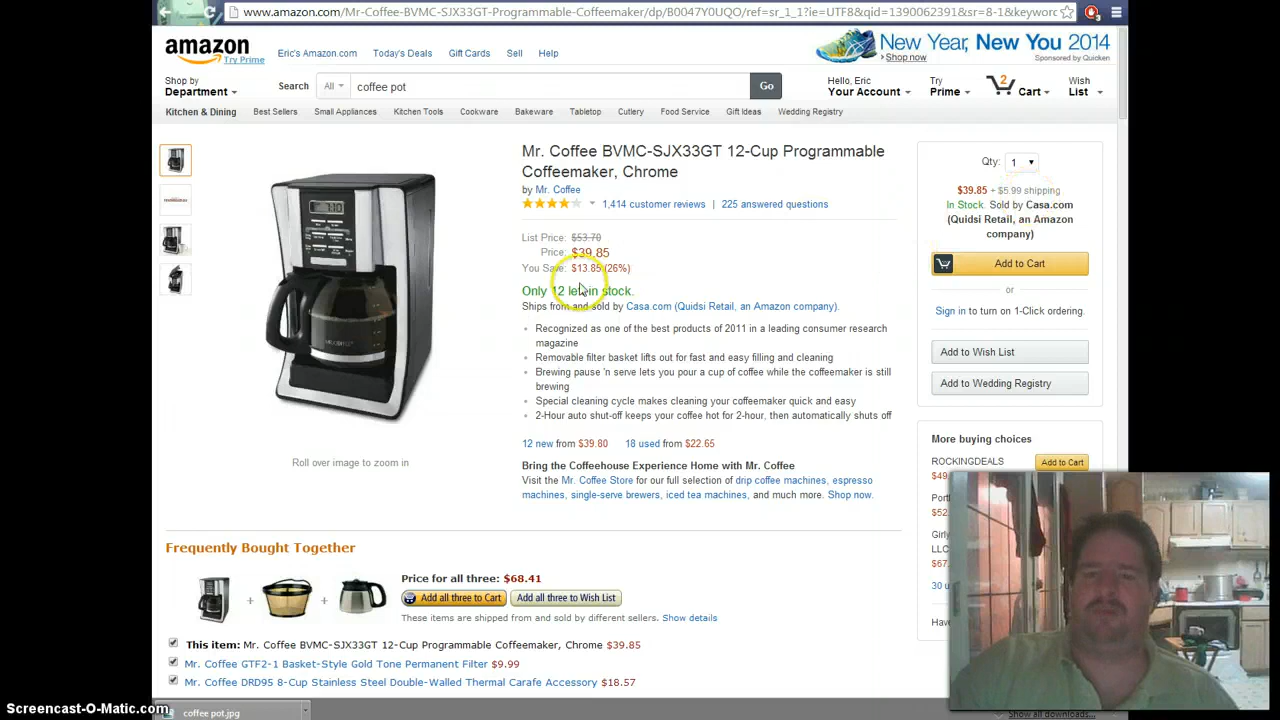 www.amazon.com/Mr-Coffee-BVMC-SJX33GT-Programmable-Coffeemaker/dp/B0047Y0UQO/ref=sr_1_1?ie=UTF8&qid=1390062391&sr=8-1&keywor
amazon
Try Prime
Eric's Amazon.com Today's Deals Gift Cards Sell Help
New Year, New You 2014
Shop now
Sponsored by Quicken
Shop by
Department
Search All coffee pot Go
Hello, Eric
Your Account
Try
Prime
2
Cart
Wish
List
Kitchen & Dining Best Sellers Small Appliances Kitchen Tools Cookware Bakeware Tabletop Cutlery Food Service Gift Ideas Wedding Registry
Mr. Coffee BVMC-SJX33GT 12-Cup Programmable
Coffeemaker, Chrome
by Mr. Coffee
1,414 customer reviews | 225 answered questions
List Price: $53.70
Price: $39.85
You Save: $13.85 (26%)
Only 12 left in stock.
Ships from and sold by Casa.com (Quidsi Retail, an Amazon company).
• Recognized as one of the best products of 2011 in a leading consumer research
magazine
• Removable filter basket lifts out for fast and easy filling and cleaning
• Brewing pause 'n serve lets you pour a cup of coffee while the coffeemaker is still
brewing
• Special cleaning cycle makes cleaning your coffeemaker quick and easy
• 2-Hour auto shut-off keeps your coffee hot for 2-hour, then automatically shuts off
12 new from $39.80 18 used from $22.65
Roll over image to zoom in
Bring the Coffeehouse Experience Home with Mr. Coffee
Visit the Mr. Coffee Store for our full selection of drip coffee machines, espresso
machines, single-serve brewers, iced tea machines, and much more. Shop now.
Qty: 1
$39.85 + $5.99 shipping
In Stock. Sold by Casa.com
(Quidsi Retail, an Amazon
company)
Add to Cart
or
Sign in to turn on 1-Click ordering.
Add to Wish List
Add to Wedding Registry
More buying choices
ROCKINGDEALS Add to Cart
$49
Port
$52
Girly
LLC
$67
30 u
Hav
Frequently Bought Together
Price for all three: $68.41
Add all three to Cart Add all three to Wish List
These items are shipped from and sold by different sellers. Show details
This item: Mr. Coffee BVMC-SJX33GT 12-Cup Programmable Coffeemaker, Chrome $39.85
Mr. Coffee GTF2-1 Basket-Style Gold Tone Permanent Filter $9.99
Mr. Coffee DRD95 8-Cup Stainless Steel Double-Walled Thermal Carafe Accessory $18.57
Screencast-O-Matic.com
coffee pot.jpg
Show all downloads...